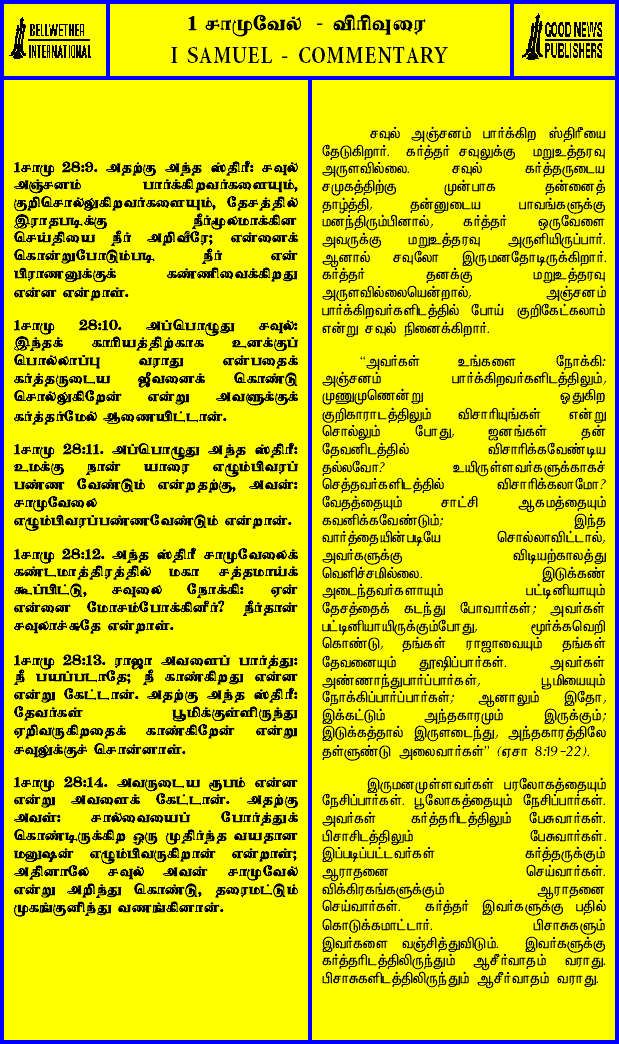 BELLWETHER
INTERNATIONAL
1 சாமுவேல் - விரிவுரை
I SAMUEL - COMMENTARY
GOOD NEWS
PUBLISHERS
1சாமு 28:9. அதற்கு அந்த ஸ்திரீ: சவுல்
அஞ்சனம் பார்க்கிறவர்களையும்,
குறிசொல்லுகிறவர்களையும், தேசத்தில்
இராதபடிக்கு நிர்மூலமாக்கின
செய்தியை நீர் அறிவீரே; என்னைக்
கொன்றுபோடும்படி நீர் என்
பிராணனுக்குக் கண்ணிவைக்கிறது
என்ன என்றாள்.
1சாமு 28:10. அப்பொழுது சவுல்:
இந்தக் காரியத்திற்காக உனக்குப்
பொல்லாப்பு வராது என்பதைக்
கர்த்தருடைய ஜீவனைக் கொண்டு
சொல்லுகிறேன் என்று அவளுக்குக்
கர்த்தர்மேல் ஆணையிட்டான்.
1சாமு 28:11. அப்பொழுது அந்த ஸ்திரீ:
உமக்கு நான் யாரை எழும்பிவரப்
பண்ண வேண்டும் என்றதற்கு, அவன்:
சாமுவேலை
எழும்பிவரப்பண்ணவேண்டும் என்றான்.
1சாமு 28:12. அந்த ஸ்திரீ சாமுவேலைக்
கண்டமாத்திரத்தில் மகா சத்தமாய்க்
கூப்பிட்டு, சவுலை நோக்கி: ஏன்
என்னை மோசம்போக்கினீர்? நீர்தான்
சவுலாச்சுதே என்றாள்.
1சாமு 28:13. ராஜா அவளைப் பார்த்து:
நீ பயப்படாதே; நீ காண்கிறது என்ன
என்று கேட்டான். அதற்கு அந்த ஸ்திரீ:
தேவர்கள் பூமிக்குள்ளிருந்து
ஏறிவருகிறதைக் காண்கிறேன் என்று
சவுலுக்குச் சொன்னாள்.
1சாமு 28:14. அவருடைய ரூபம் என்ன
என்று அவளைக் கேட்டான். அதற்கு
அவள்: சால்வையைப் போர்த்துக்
கொண்டிருக்கிற ஒரு முதிர்ந்த வயதான
மனுஷன் எழும்பிவருகிறான் என்றாள்;
அதினாலே சவுல் அவன் சாமுவேல்
என்று அறிந்து கொண்டு, தரைமட்டும்
முகங்குனிந்து வணங்கினான்.
சவுல் அஞ்சனம் பார்க்கிற ஸ்திரீயை
தேடுகிறார். கர்த்தர் சவுலுக்கு மறுஉத்தரவு
அருளவில்லை. சவுல் கர்த்தருடைய
சமுகத்திற்கு முன்பாக தன்னைத்
தாழ்த்தி, தன்னுடைய பாவங்களுக்கு
மனந்திரும்பினால், கர்த்தர் ஒருவேளை
அவருக்கு மறுஉத்தரவு அருளியிருப்பார்.
ஆனால் சவுலோ இருமனதோடிருக்கிறார்.
கர்த்தர் தனக்கு மறுஉத்தரவு
அருளவில்லையென்றால், அஞ்சனம்
பார்க்கிறவர்களிடத்தில் போய் குறிகேட்கலாம்
என்று சவுல் நினைக்கிறார்.
“அவர்கள் உங்களை நோக்கி:
அஞ்சனம் பார்க்கிறவர்களிடத்திலும்,
முணுமுணென்று ஓதுகிற
குறிகாரரிடத்திலும் விசாரியுங்கள் என்று
சொல்லும் போது, ஜனங்கள் தன்
தேவனிடத்தில் விசாரிக்கவேண்டிய
தல்லவோ? உயிருள்ளவர்களுக்காகச்
செத்தவர்களிடத்தில் விசாரிக்கலாமோ?
வேதத்தையும் சாட்சி ஆகமத்தையும்
கவனிக்கவேண்டும்; இந்த
வார்த்தையின்படியே சொல்லாவிட்டால்,
அவர்களுக்கு விடியற்காலத்து
வெளிச்சமில்லை. இடுக்கண்
அடைந்தவர்களாயும் பட்டினியாயும்
தேசத்தைக் கடந்து போவார்கள்; அவர்கள்
பட்டினியாயிருக்கும்போது, மூர்க்கவெறி
கொண்டு, தங்கள் ராஜாவையும் தங்கள்
தேவனையும் தூஷிப்பார்கள். அவர்கள்
அண்ணாந்துபார்ப்பார்கள், பூமியையும்
நோக்கிப்பார்ப்பார்கள்; ஆனாலும் இதோ,
இக்கட்டும் அந்தகாரமும் இருக்கும்;
இடுக்கத்தால் இருளடைந்து, அந்தகாரத்திலே
தள்ளுண்டு அலைவார்கள்” (ஏசா 8:19-22).
இருமனமுள்ளவர்கள் பரலோகத்தையும்
நேசிப்பார்கள். பூலோகத்தையும் நேசிப்பார்கள்.
அவர்கள் கர்த்தரிடத்திலும் பேசுவார்கள்.
பிசாசிடத்திலும் பேசுவார்கள்.
இப்படிப்பட்டவர்கள் கர்த்தருக்கும்
ஆராதனை செய்வார்கள்.
விக்கிரகங்களுக்கும் ஆராதனை
செய்வார்கள். கர்த்தர் இவர்களுக்கு பதில்
கொடுக்கமாட்டார். பிசாசுகளும்
இவர்களை வஞ்சித்துவிடும். இவர்களுக்கு
கர்த்தரிடத்திலிருந்தும் ஆசீர்வாதம் வராது.
பிசாசுகளிடத்திலிருந்தும் ஆசீர்வாதம் வராது.